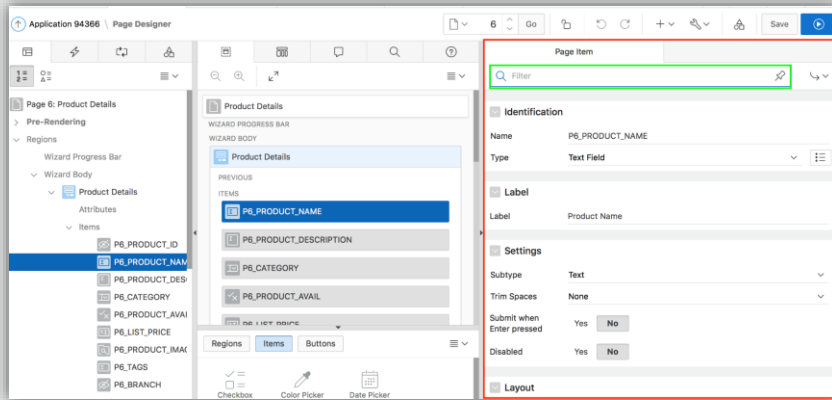 Application 94366 \ Page Designer
6
Go
Save
Page 6: Product Details
Pre-Rendering
Regions
Wizard Progress Bar
Wizard Body
Product Details
Attributes
Items
P6_PRODUCT_ID
P6_PRODUCT_NAM
P6_PRODUCT_DES
P6_CATEGORY
P6_PRODUCT_AVAI
P6_LIST_PRICE
P6_PRODUCT_IMAG
P6_TAGS
P6_BRANCH
Product Details
WIZARD PROGRESS BAR
WIZARD BODY
Product Details
PREVIOUS
ITEMS
P6_PRODUCT_NAME
P6_PRODUCT_DESCRIPTION
P6_CATEGORY
P6_PRODUCT_AVAIL
P6_LIST_PRICE
Regions Items Buttons
Checkbox Color Picker Date Picker
Page Item
Filter
Identification
Name P6_PRODUCT_NAME
Type Text Field
Label
Label Product Name
Settings
Subtype Text
Trim Spaces None
Submit when
Enter pressed Yes No
Disabled Yes No
Layout